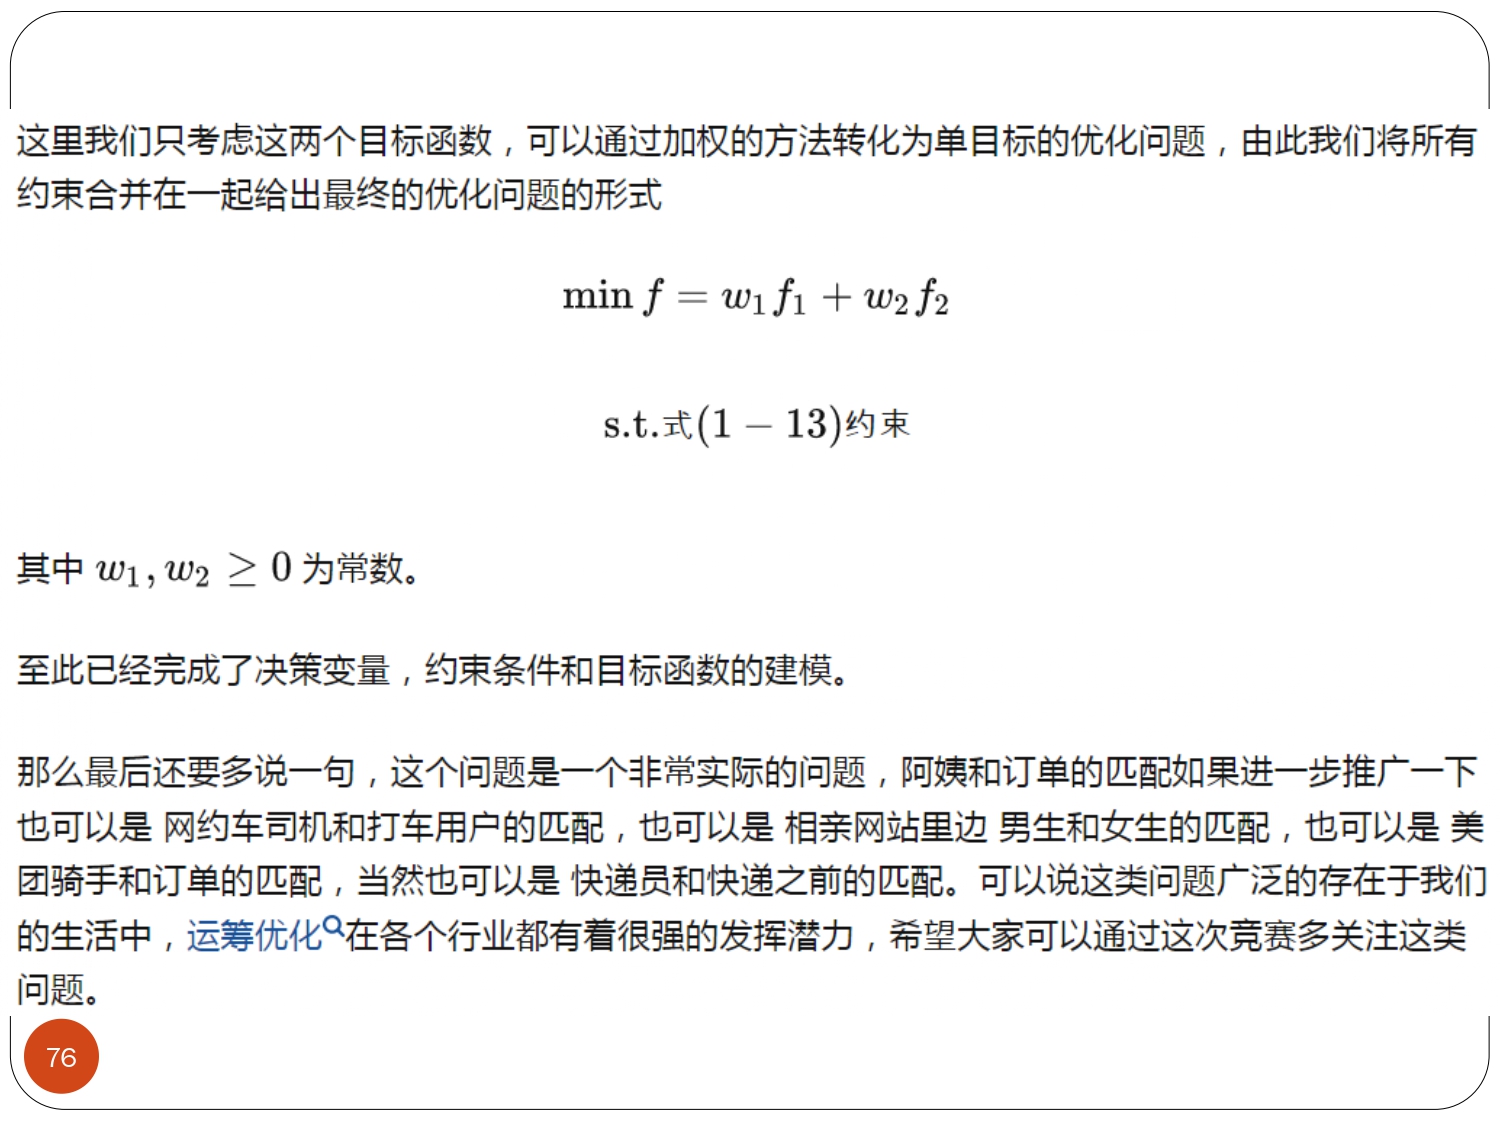 这里我们只考虑这两个目标函数，可以通过加权的方法转化为单目标的优化问题，由此我们将所有
约束合并在一起给出最终的优化问题的形式
min f = w₁f₁ + w₂f₂
s.t.式(1 − 13)约束
其中 w₁, w₂ ≥ 0 为常数。
至此已经完成了决策变量，约束条件和目标函数的建模。
那么最后还要多说一句，这个问题是一个非常实际的问题，阿姨和订单的匹配如果进一步推广一下
也可以是 网约车司机和打车用户的匹配，也可以是 相亲网站里边 男生和女生的匹配，也可以是 美
团骑手和订单的匹配，当然也可以是 快递员和快递之前的匹配。可以说这类问题广泛的存在于我们
的生活中，运筹优化在各个行业都有着很强的发挥潜力，希望大家可以通过这次竞赛多关注这类
问题。
76